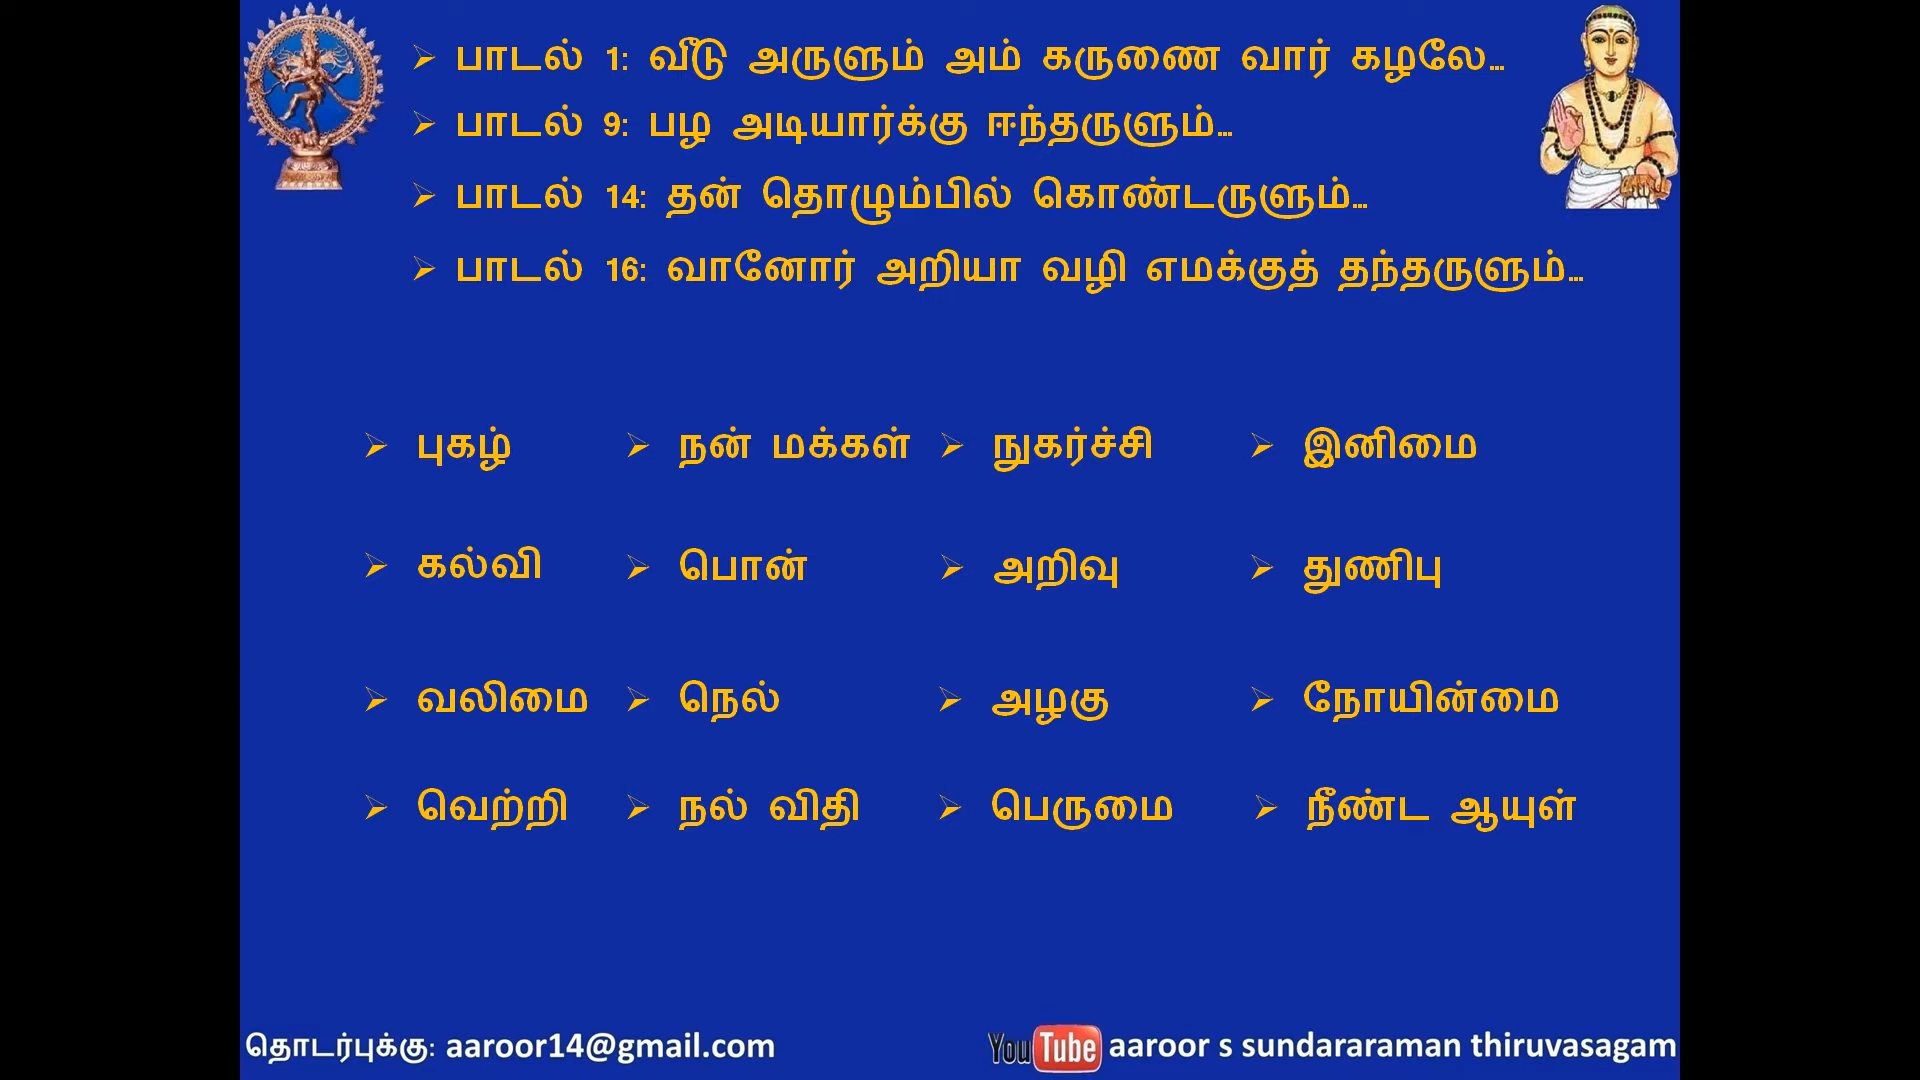 பாடல் 1: வீடு அருளும் அம் கருணை வார் கழலே...
பாடல் 9: பழ அடியார்க்கு ஈந்தருளும்...
பாடல் 14: தன் தொழும்பில் கொண்டருளும்...
பாடல் 16: வானோர் அறியா வழி எமக்குத் தந்தருளும்...
புகழ் நன் மக்கள் நுகர்ச்சி இனிமை
கல்வி பொன் அறிவு துணிபு
வலிமை நெல் அழகு நோயின்மை
வெற்றி நல் விதி பெருமை நீண்ட ஆயுள்
தொடர்புக்கு: aaroor14@gmail.com YouTube aaroor s sundararaman thiruvasagam